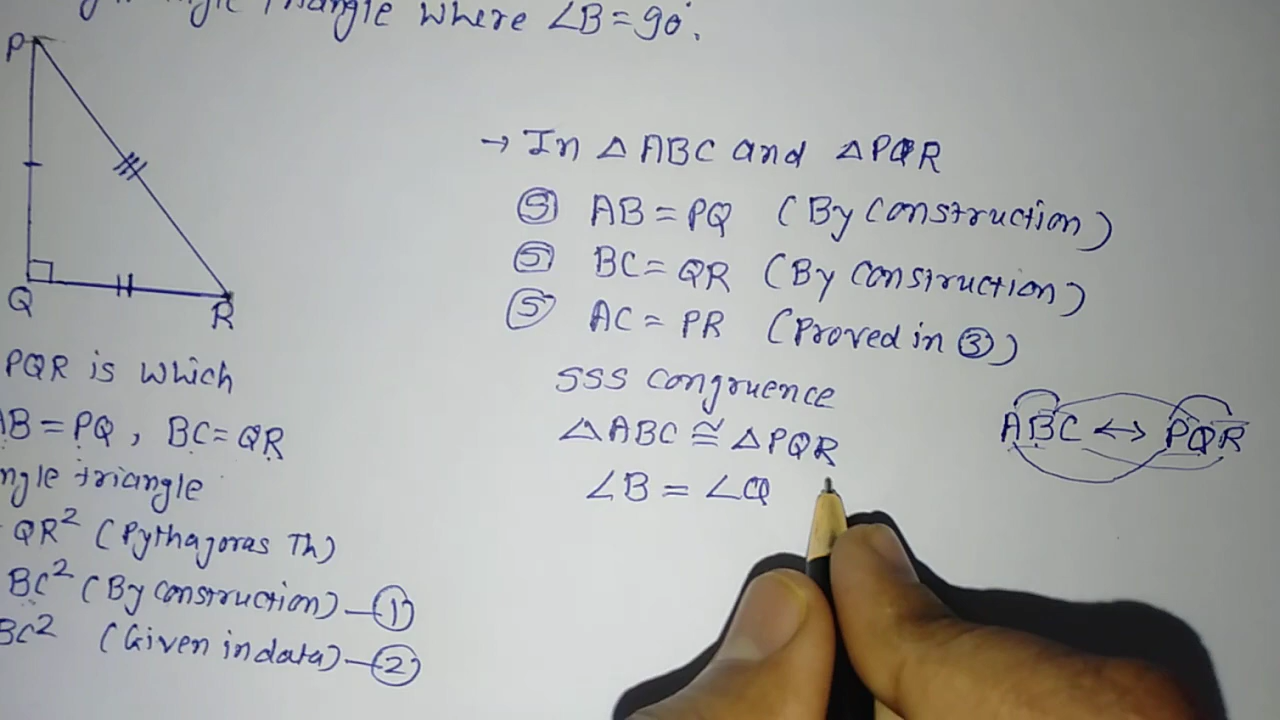 Triangle where ∠B=90°.
P
Q
R
PQR is which
AB=PQ, BC=QR
ngle triangle
QR² (Pythagoras Th)
BC² (By construction) — ①
BC² (Given in data) — ②
→ In △ABC and △PQR
Ⓢ AB = PQ (By construction)
Ⓢ BC = QR (By construction)
Ⓢ AC = PR (Proved in ③)
SSS congruence
△ABC ≅ △PQR
∠B = ∠Q
ABC ↔ PQR